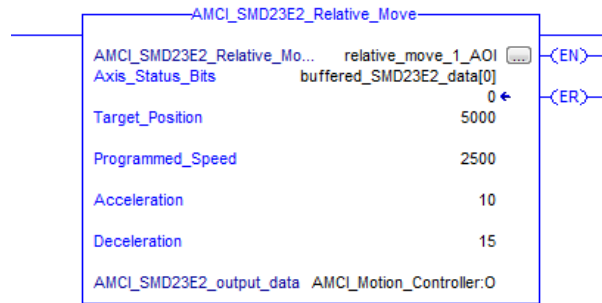 AMCI_SMD23E2_Relative_Move
AMCI_SMD23E2_Relative_Mo... relative_move_1_AOI ... (EN)
Axis_Status_Bits buffered_SMD23E2_data[0]
0 (ER)
Target_Position 5000
Programmed_Speed 2500
Acceleration 10
Deceleration 15
AMCI_SMD23E2_output_data AMCI_Motion_Controller:O